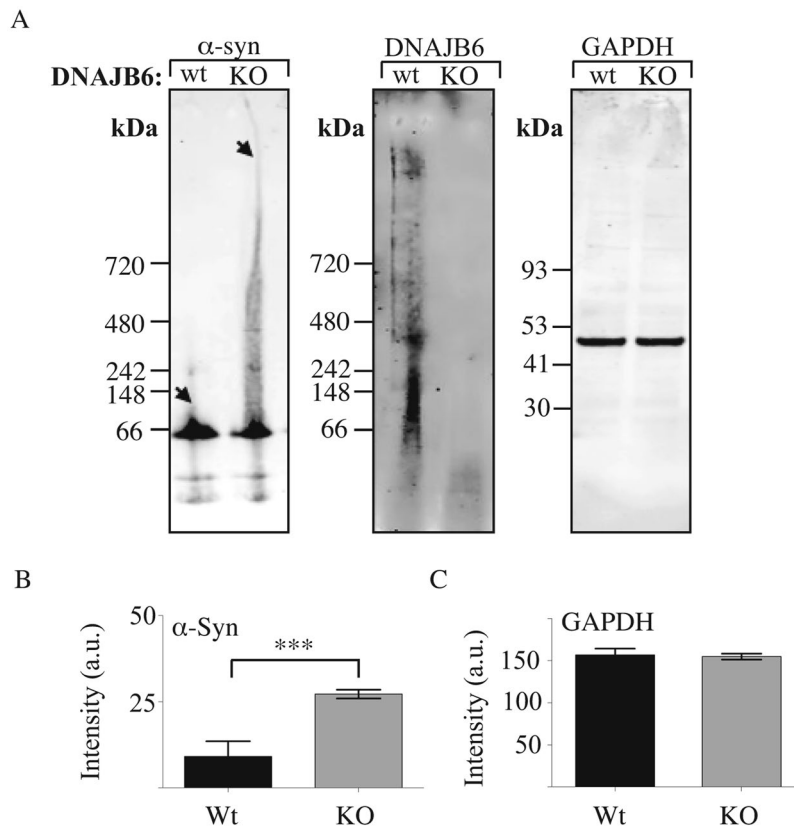 A
α-syn
DNAJB6
GAPDH
DNAJB6: wt KO
wt KO
wt KO
kDa
720
480
242
148
66
kDa
720
480
242
148
66
kDa
93
53
41
30
B
α-Syn
Intensity (a.u.)
50
25
***
Wt
KO
C
GAPDH
Intensity (a.u.)
150
100
50
Wt
KO